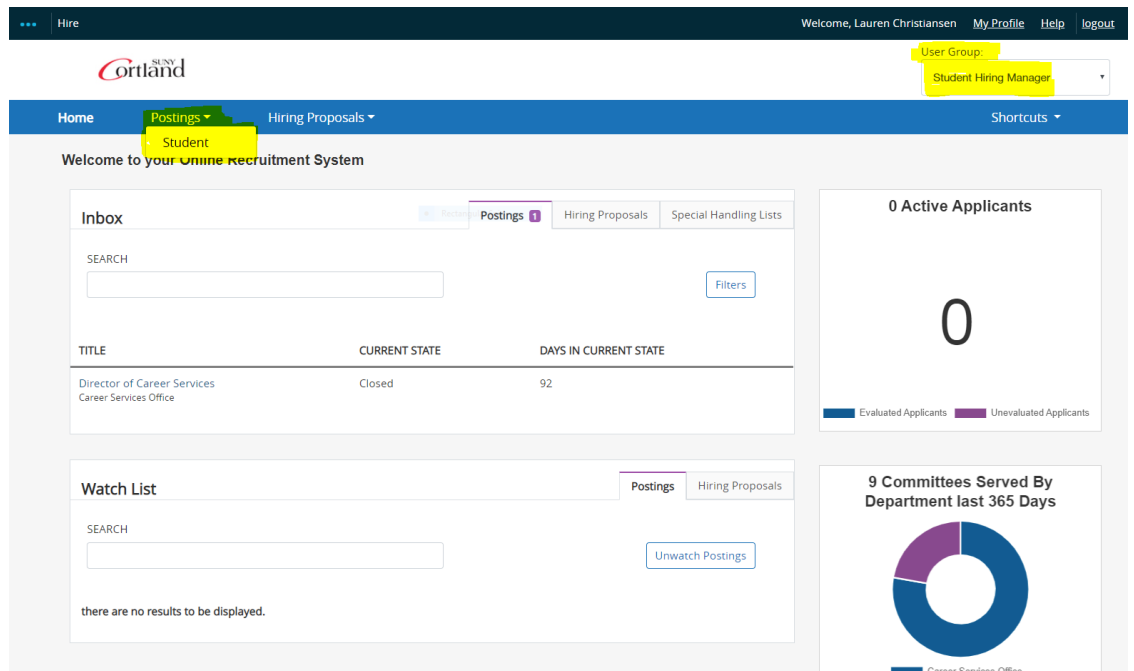 ••• Hire Welcome, Lauren Christiansen My Profile Help logout
SUNY
Cortland
User Group:
Student Hiring Manager
Home Postings Hiring Proposals Shortcuts
Student
Welcome to your Online Recruitment System
Inbox Postings 1 Hiring Proposals Special Handling Lists
SEARCH
Filters
TITLE CURRENT STATE DAYS IN CURRENT STATE
Director of Career Services Closed 92
Career Services Office
0 Active Applicants
0
Evaluated Applicants Unevaluated Applicants
Watch List Postings Hiring Proposals
SEARCH
Unwatch Postings
there are no results to be displayed.
9 Committees Served By
Department last 365 Days
Career Services Office